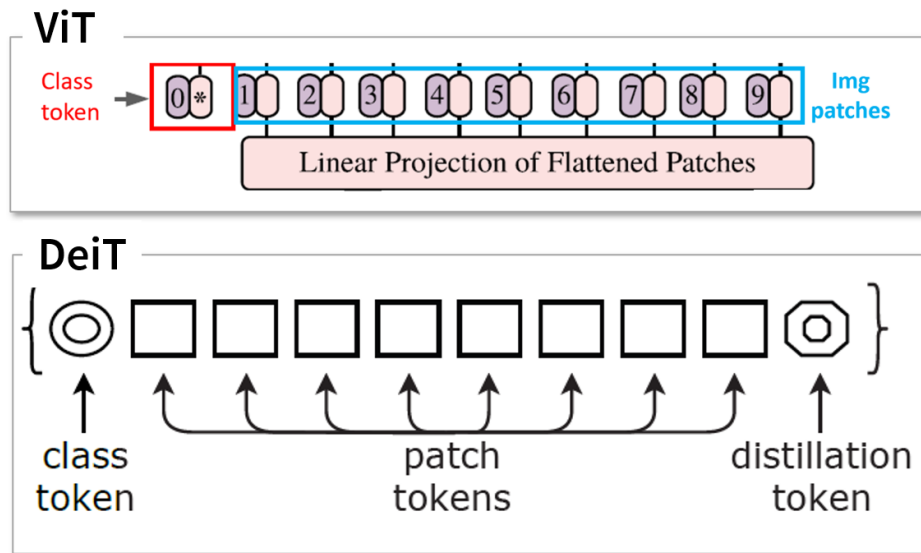 ViT
Class
token
0 * 1 2 3 4 5 6 7 8 9
Img
patches
Linear Projection of Flattened Patches
DeiT
class
token
patch
tokens
distillation
token